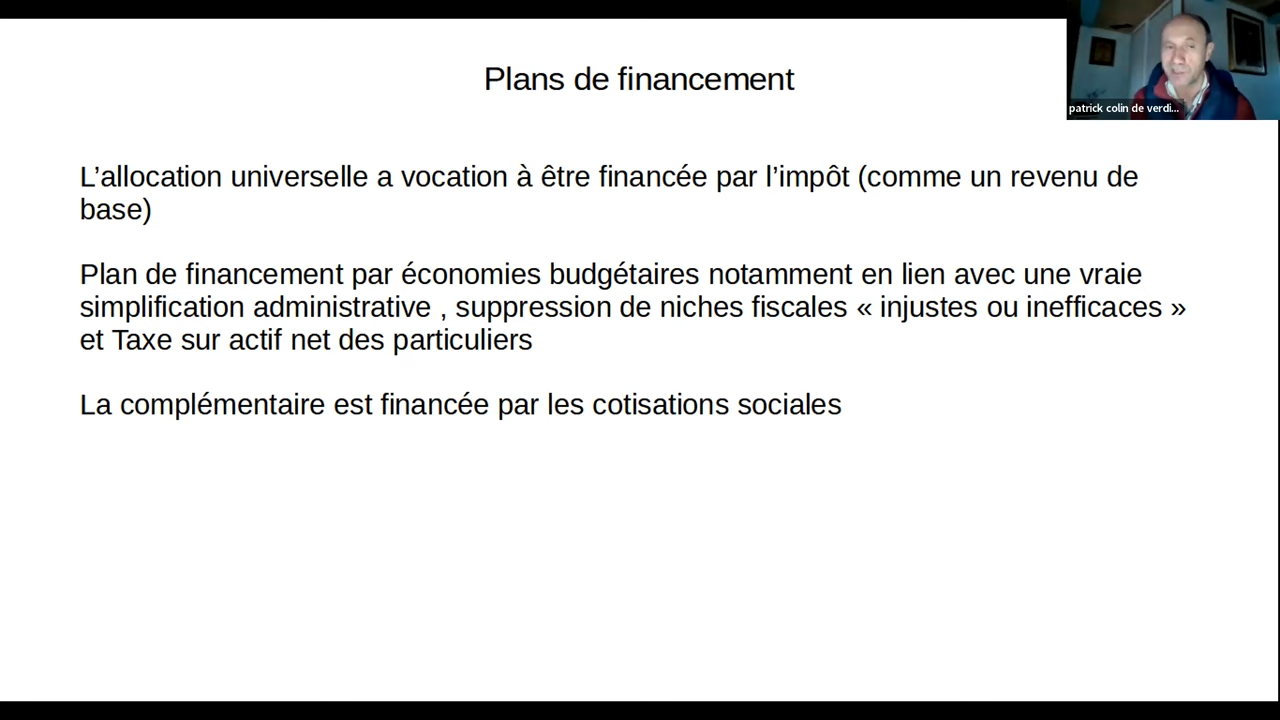 Plans de financement
patrick colin de verdi...
L’allocation universelle a vocation à être financée par l’impôt (comme un revenu de
base)
Plan de financement par économies budgétaires notamment en lien avec une vraie
simplification administrative , suppression de niches fiscales « injustes ou inefficaces »
et Taxe sur actif net des particuliers
La complémentaire est financée par les cotisations sociales